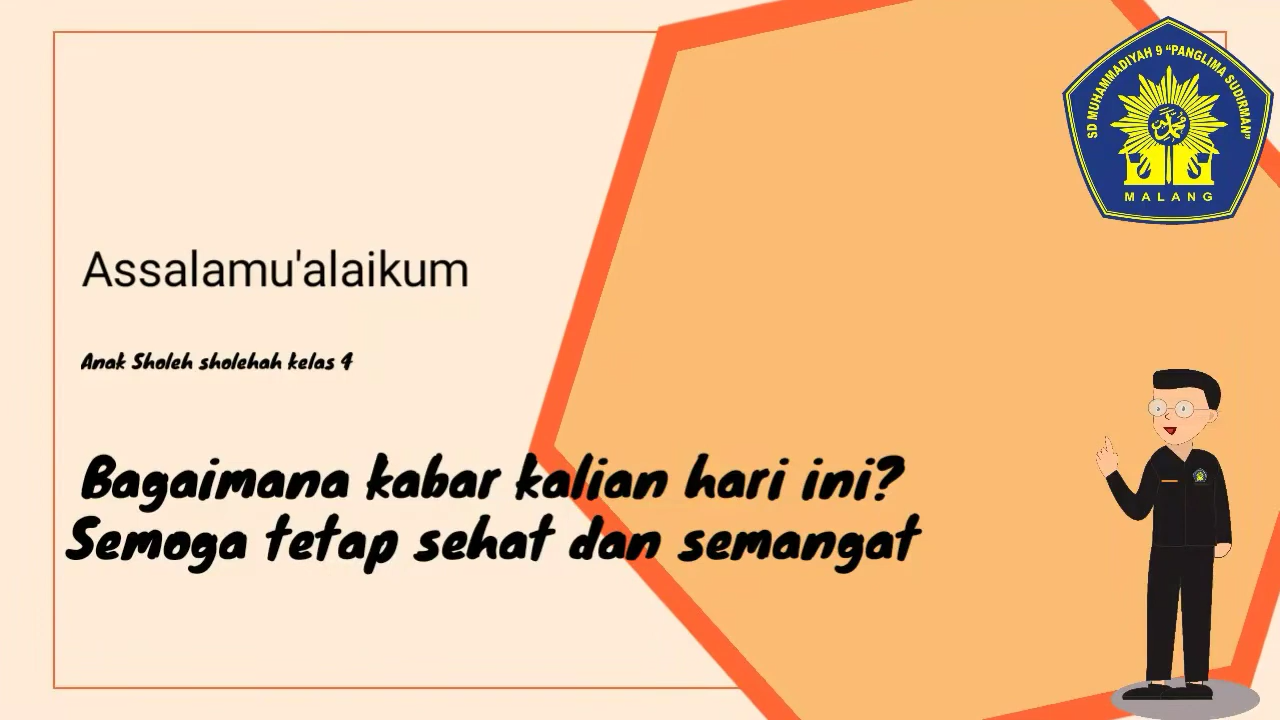 SD MUHAMMADIYAH 9 "PANGLIMA SUDIRMAN"
MALANG
Assalamu'alaikum
Anak Sholeh sholehah kelas 4
Bagaimana kabar kalian hari ini?
Semoga tetap sehat dan semangat